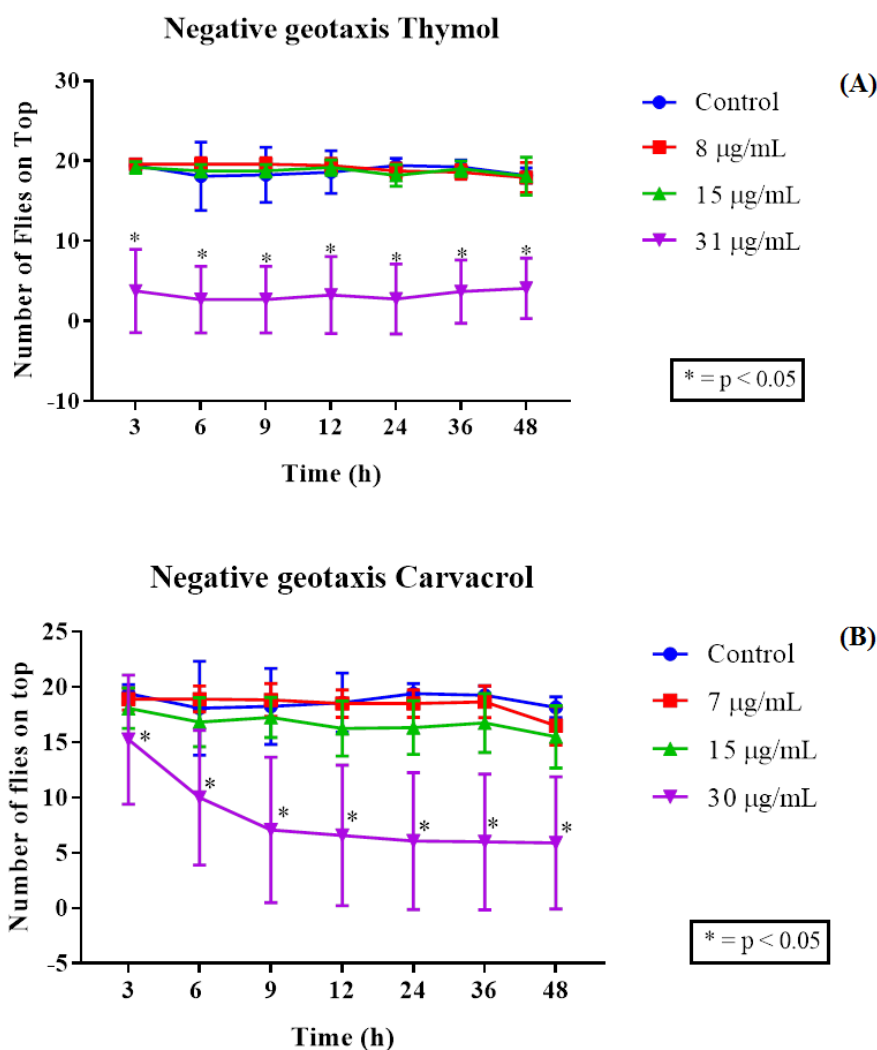 Negative geotaxis Thymol
(A)
Number of Flies on Top
30
20
10
0
-10
* * * * * * *
3 6 9 12 24 36 48
Time (h)
Control
8 μg/mL
15 μg/mL
31 μg/mL
* = p < 0.05
Negative geotaxis Carvacrol
(B)
Number of flies on top
25
20
15
10
5
0
-5
* * * * * * *
3 6 9 12 24 36 48
Time (h)
Control
7 μg/mL
15 μg/mL
30 μg/mL
* = p < 0.05